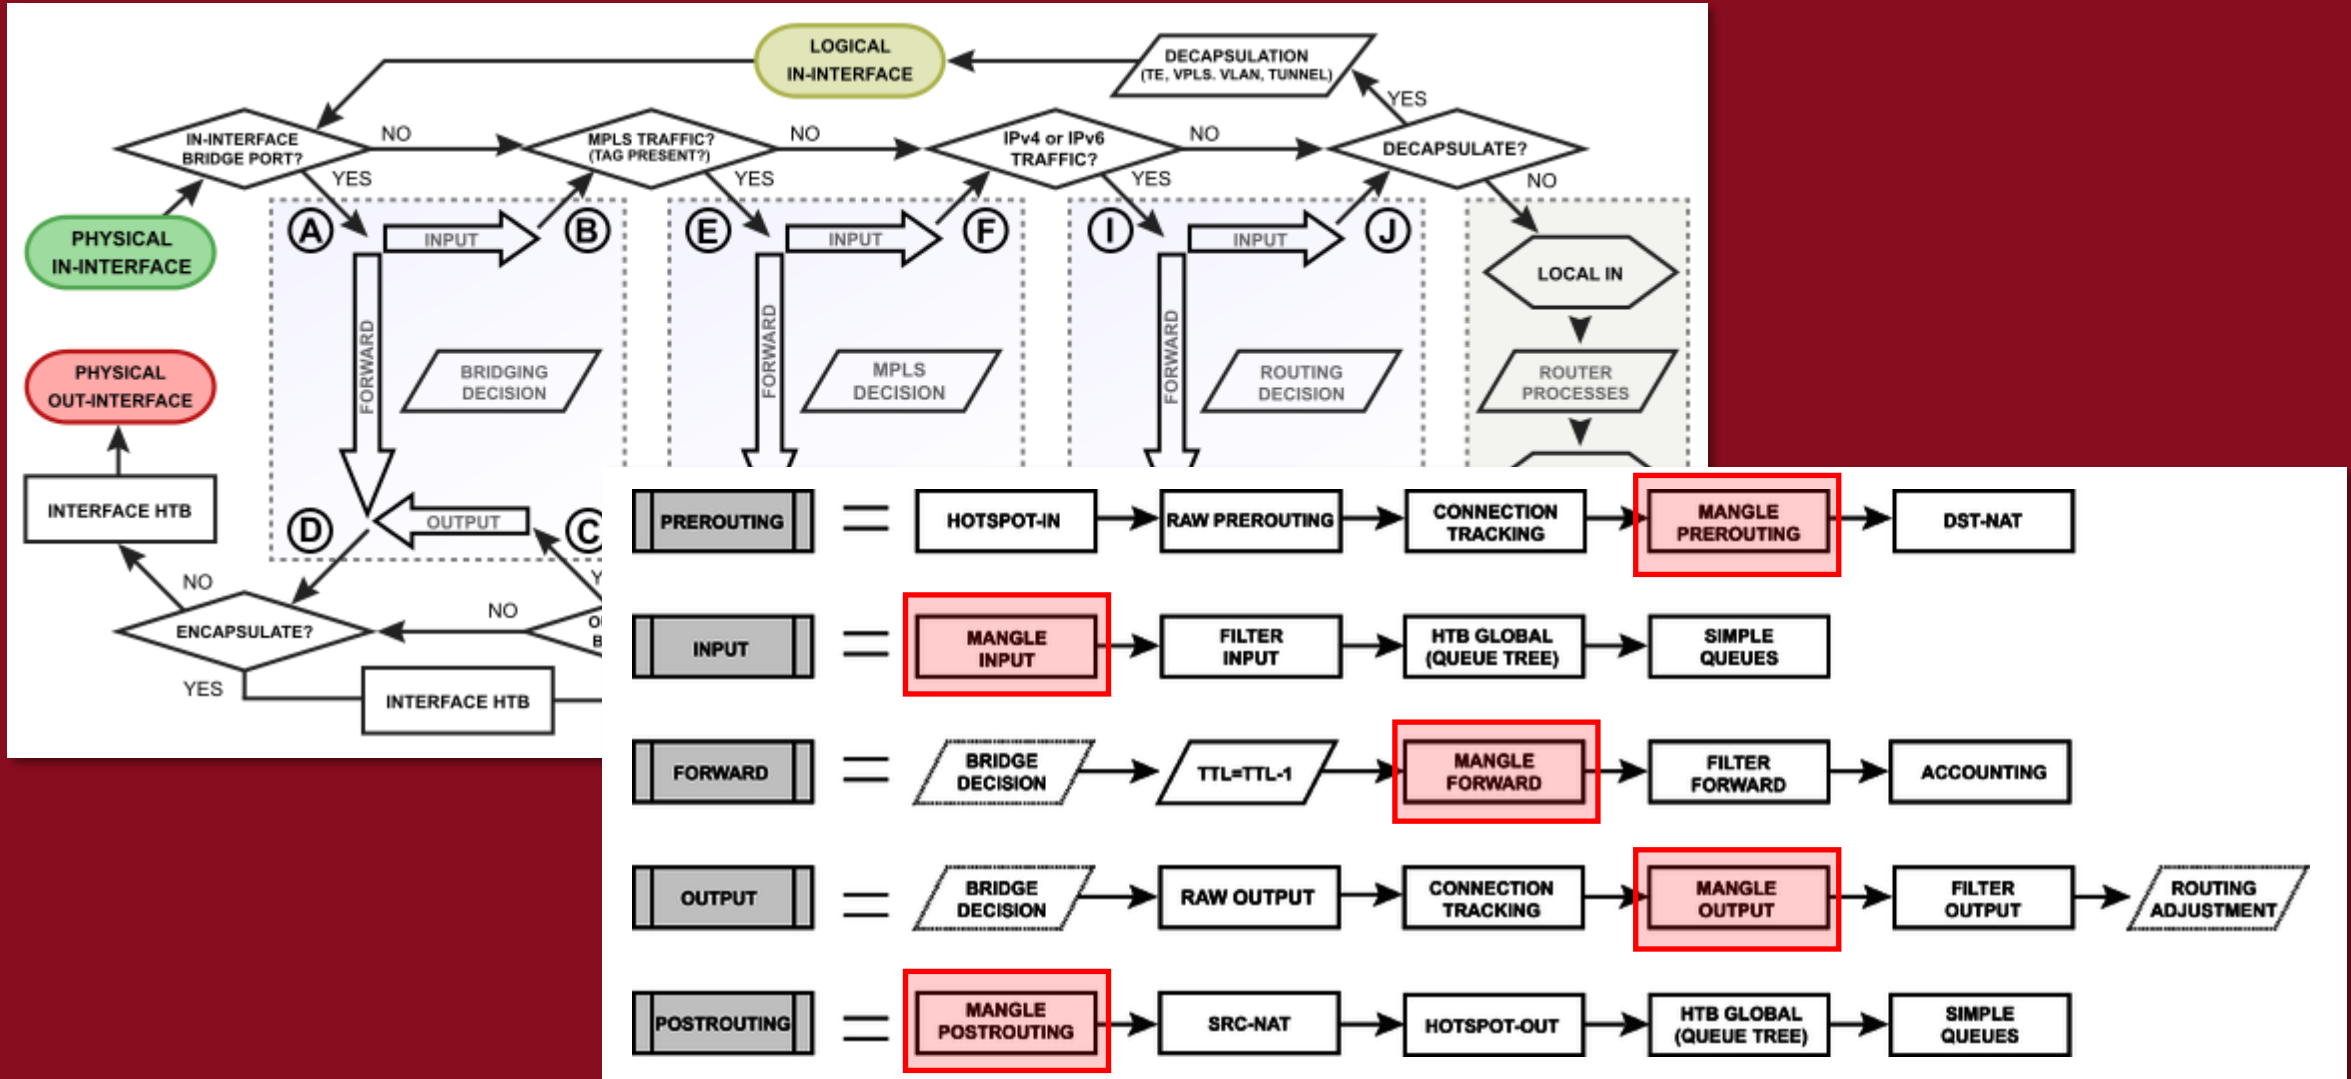 LOGICAL
IN-INTERFACE
DECAPSULATION
(TE, VPLS. VLAN, TUNNEL)
YES
IN-INTERFACE
BRIDGE PORT?
NO
MPLS TRAFFIC?
(TAG PRESENT?)
NO
IPv4 or IPv6
TRAFFIC?
NO
DECAPSULATE?
YES
YES
YES
NO
PHYSICAL
IN-INTERFACE
A
INPUT
B
E
INPUT
F
I
INPUT
J
LOCAL IN
FORWARD
FORWARD
FORWARD
PHYSICAL
OUT-INTERFACE
BRIDGING
DECISION
MPLS
DECISION
ROUTING
DECISION
ROUTER
PROCESSES
INTERFACE HTB
D
OUTPUT
C
NO
NO
ENCAPSULATE?
YES
INTERFACE HTB
PREROUTING
HOTSPOT-IN
RAW PREROUTING
CONNECTION
TRACKING
MANGLE
PREROUTING
DST-NAT
INPUT
MANGLE
INPUT
FILTER
INPUT
HTB GLOBAL
(QUEUE TREE)
SIMPLE
QUEUES
FORWARD
BRIDGE
DECISION
TTL=TTL-1
MANGLE
FORWARD
FILTER
FORWARD
ACCOUNTING
OUTPUT
BRIDGE
DECISION
RAW OUTPUT
CONNECTION
TRACKING
MANGLE
OUTPUT
FILTER
OUTPUT
ROUTING
ADJUSTMENT
POSTROUTING
MANGLE
POSTROUTING
SRC-NAT
HOTSPOT-OUT
HTB GLOBAL
(QUEUE TREE)
SIMPLE
QUEUES